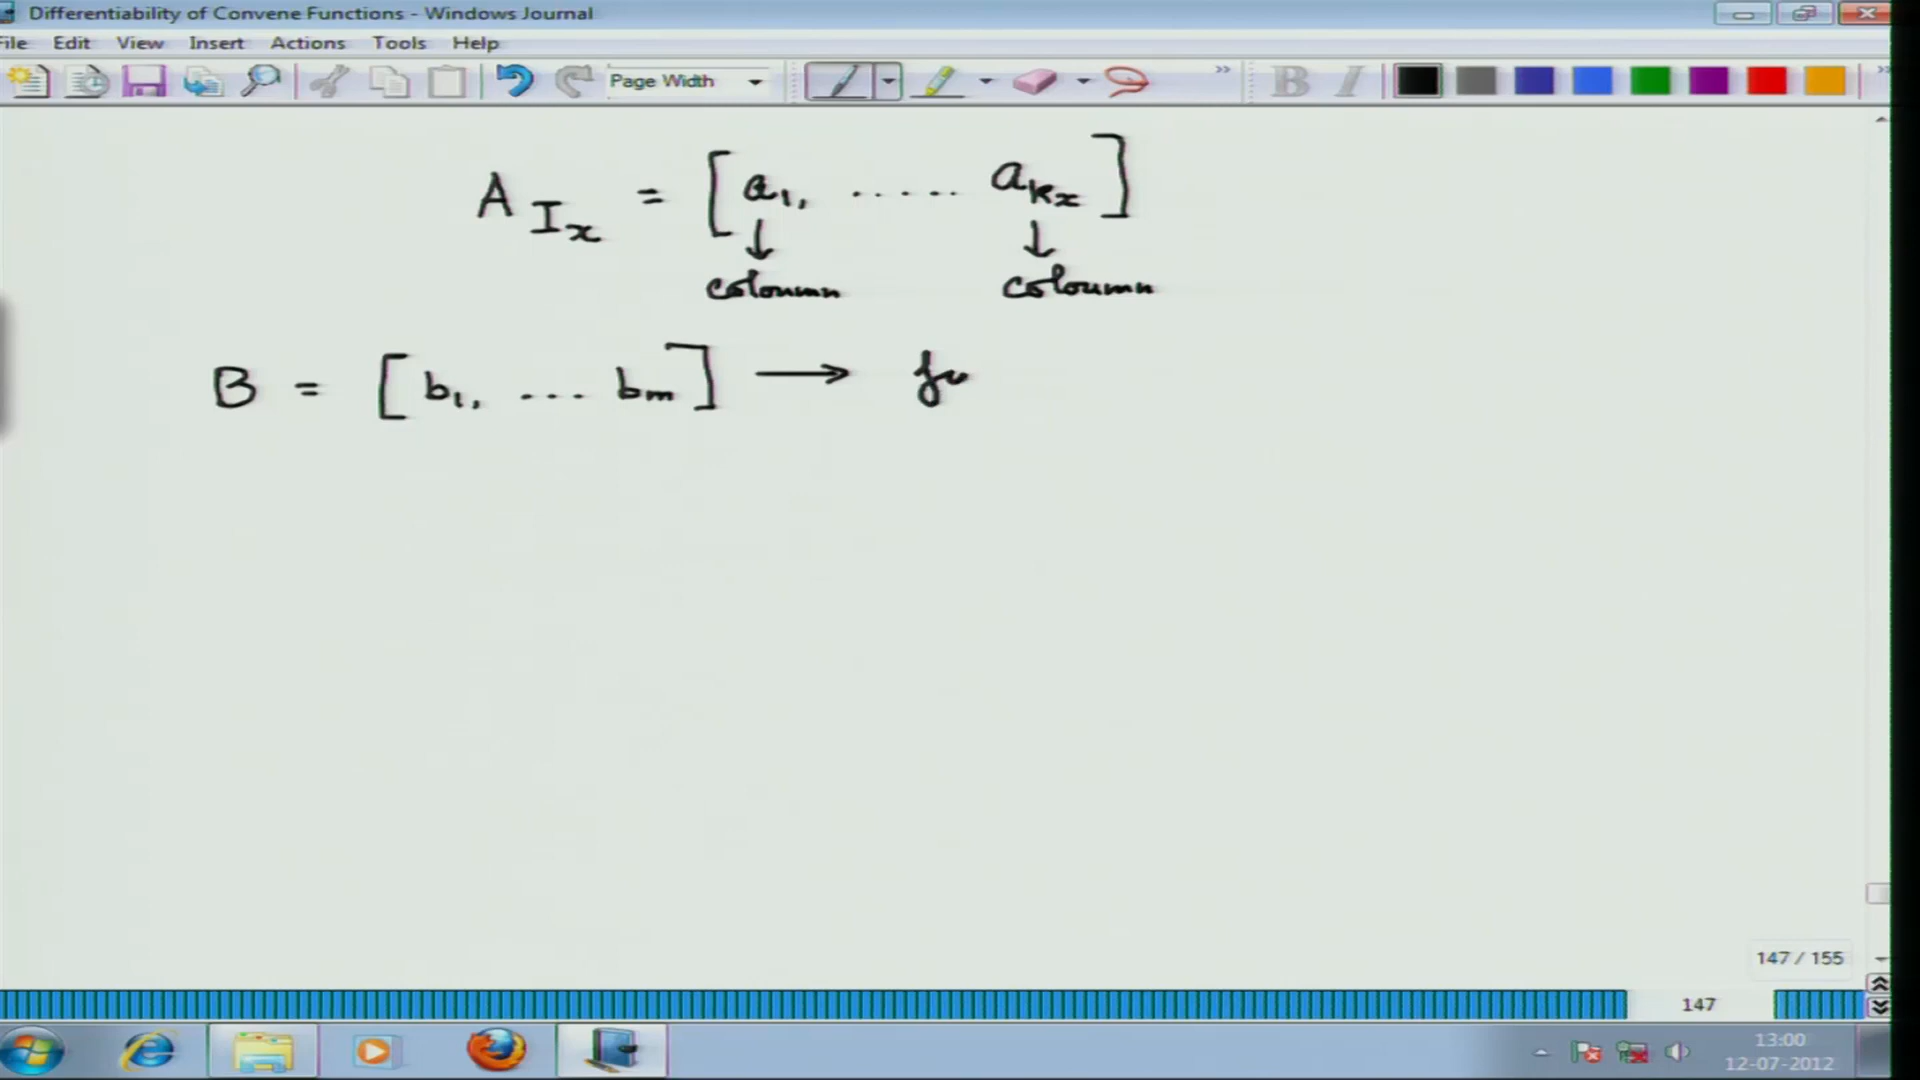 Differentiability of Convene Functions - Windows Journal
File Edit View Insert Actions Tools Help
Page Width
B I
A I x = [ a1, ..... akx ]
↓ ↓
coloumn coloumn
B = [ b1, ... bm ] → fu
147 / 155
147
13:00
12-07-2012